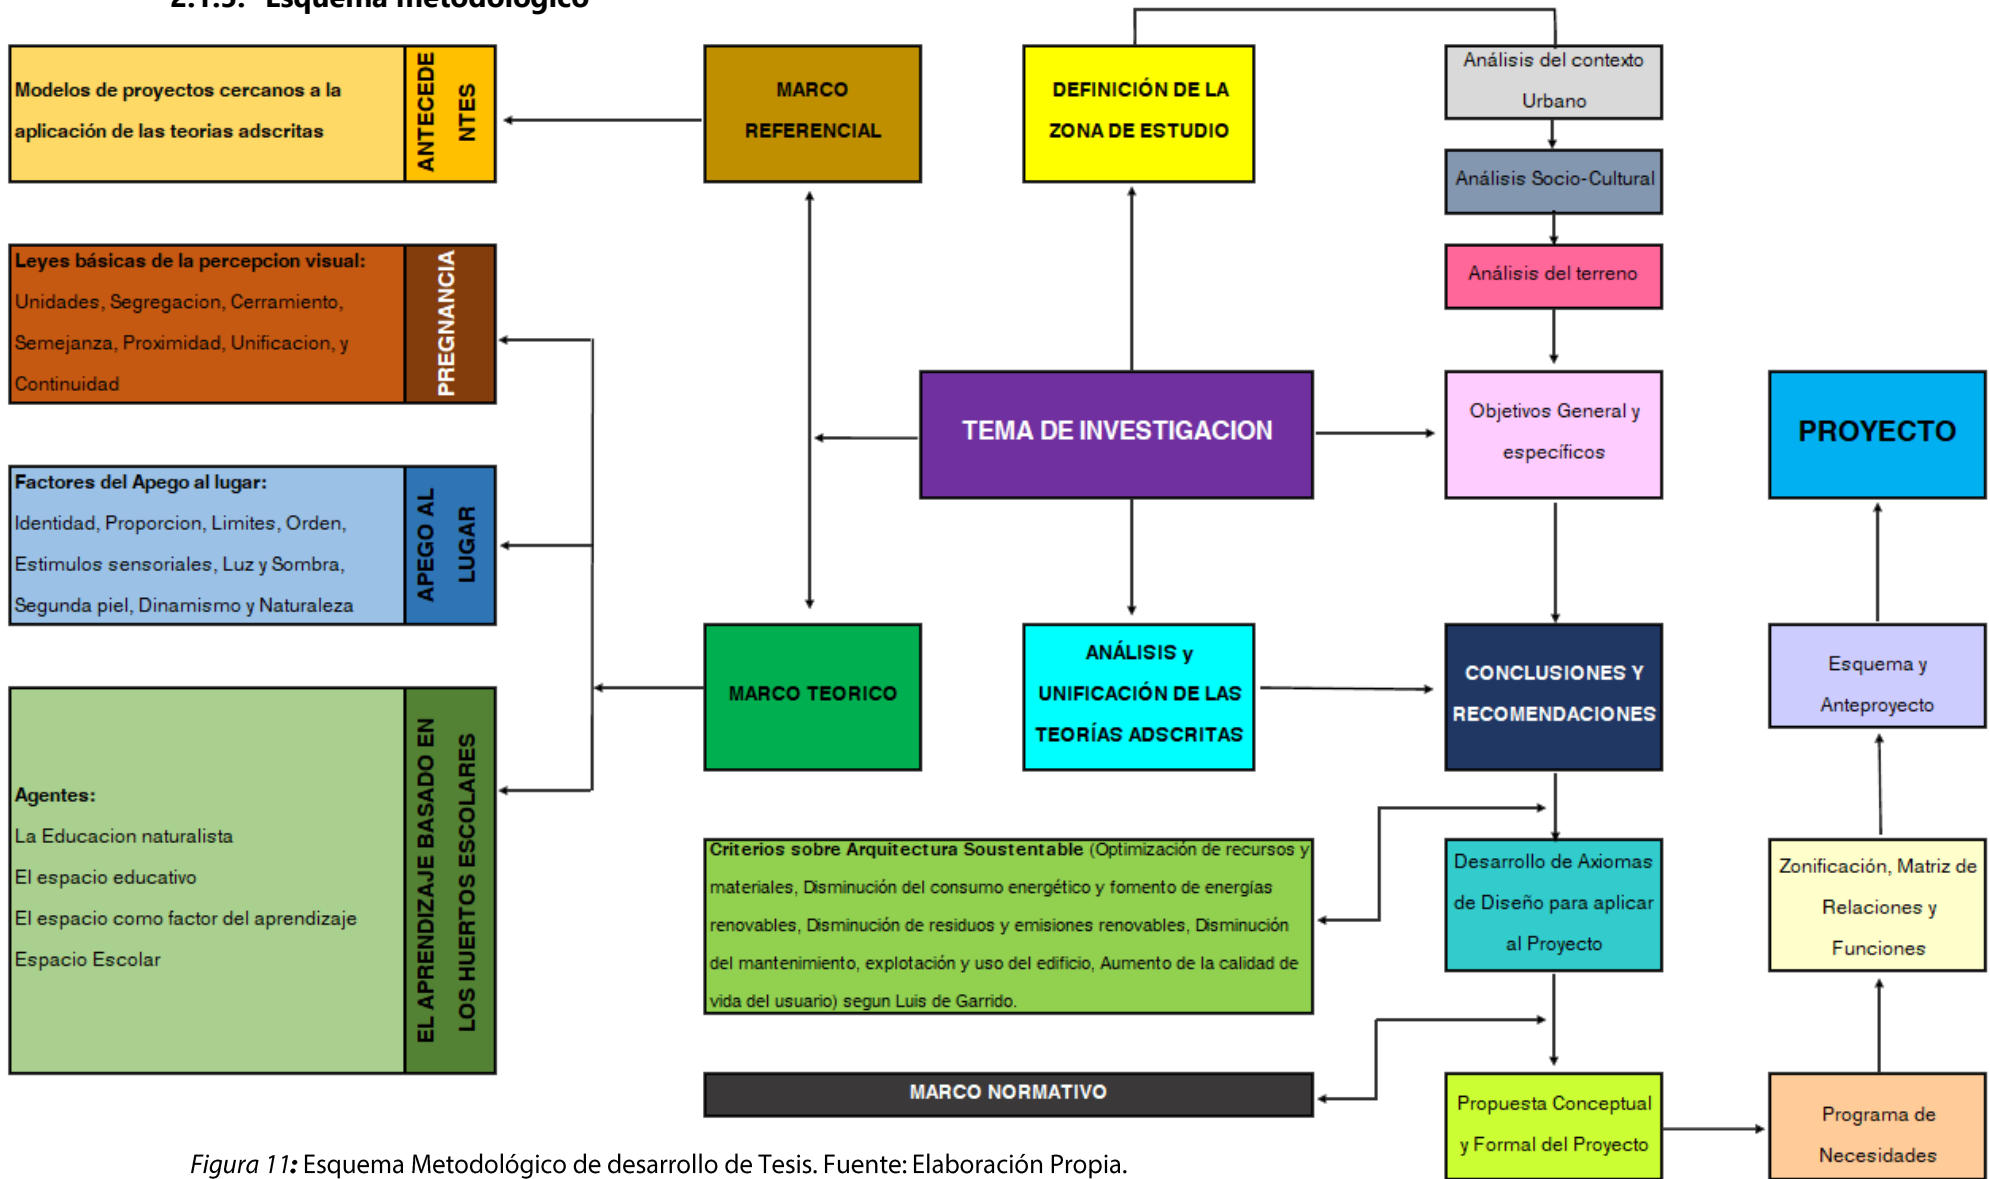 2.1.3. Esquema metodológico
Modelos de proyectos cercanos a la
aplicación de las teorias adscritas
ANTECEDE
NTES
MARCO
REFERENCIAL
DEFINICIÓN DE LA
ZONA DE ESTUDIO
Análisis del contexto
Urbano
Análisis Socio-Cultural
Análisis del terreno
Leyes básicas de la percepcion visual:
Unidades, Segregacion, Cerramiento,
Semejanza, Proximidad, Unificacion, y
Continuidad
PREGNANCIA
TEMA DE INVESTIGACION
Objetivos General y
específicos
PROYECTO
Factores del Apego al lugar:
Identidad, Proporcion, Limites, Orden,
Estimulos sensoriales, Luz y Sombra,
Segunda piel, Dinamismo y Naturaleza
APEGO AL
LUGAR
MARCO TEORICO
ANÁLISIS y
UNIFICACIÓN DE LAS
TEORÍAS ADSCRITAS
CONCLUSIONES Y
RECOMENDACIONES
Esquema y
Anteproyecto
Agentes:
La Educacion naturalista
El espacio educativo
El espacio como factor del aprendizaje
Espacio Escolar
EL APRENDIZAJE BASADO EN
LOS HUERTOS ESCOLARES
Criterios sobre Arquitectura Soustentable (Optimización de recursos y
materiales, Disminución del consumo energético y fomento de energías
renovables, Disminución de residuos y emisiones renovables, Disminución
del mantenimiento, explotación y uso del edificio, Aumento de la calidad de
vida del usuario) segun Luis de Garrido.
Desarrollo de Axiomas
de Diseño para aplicar
al Proyecto
Zonificación, Matriz de
Relaciones y
Funciones
MARCO NORMATIVO
Propuesta Conceptual
y Formal del Proyecto
Programa de
Necesidades
Figura 11: Esquema Metodológico de desarrollo de Tesis. Fuente: Elaboración Propia.